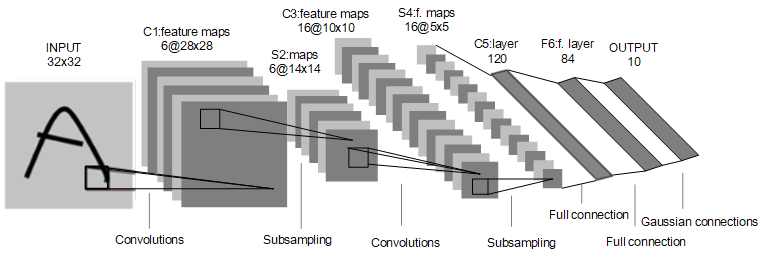 INPUT
32x32
C1:feature maps
6@28x28
S2:maps
6@14x14
C3:feature maps
16@10x10
S4:f. maps
16@5x5
C5:layer
120
F6:f. layer
84
OUTPUT
10
A
Convolutions
Subsampling
Convolutions
Subsampling
Full connection
Full connection
Gaussian connections